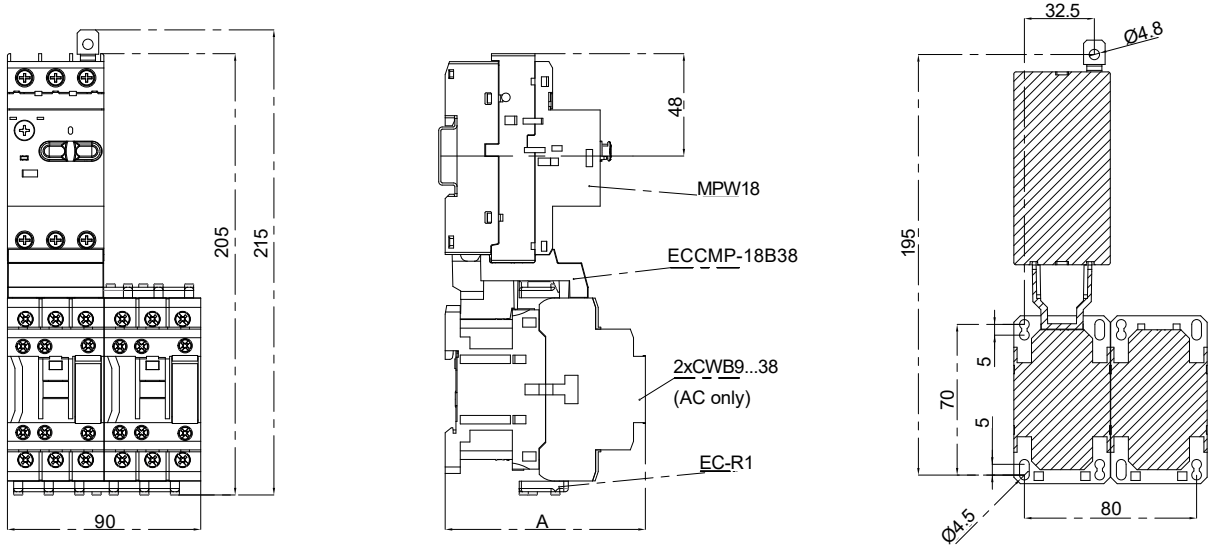 0
205
215
90
48
MPW18
ECCMP-18B38
2xCWB9...38
(AC only)
EC-R1
A
32.5
Ø4.8
195
5
70
5
Ø4.5
80